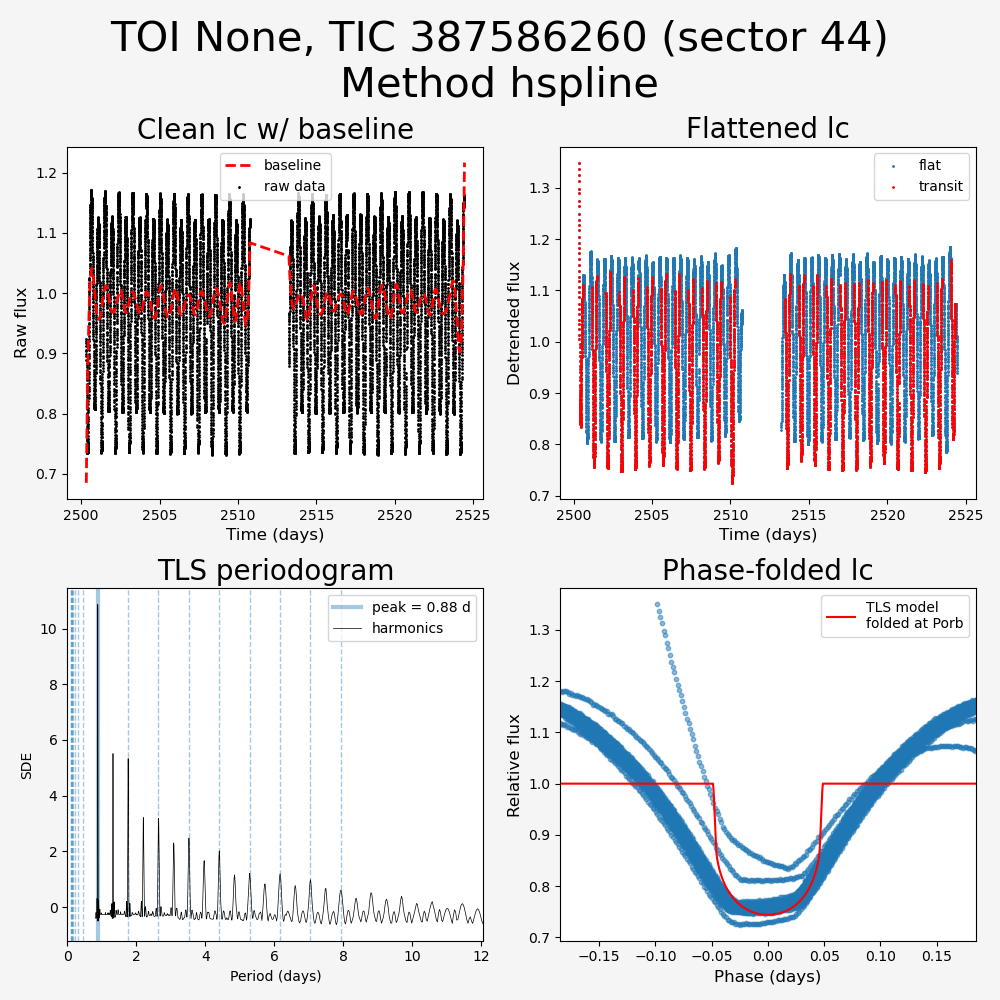 TOI None, TIC 387586260 (sector 44)
Method hspline
Clean lc w/ baseline
Raw flux
1.2
1.1
1.0
0.9
0.8
0.7
baseline
raw data
2500
2505
2510
2515
2520
2525
Time (days)
Flattened lc
Detrended flux
1.3
1.2
1.1
1.0
0.9
0.8
0.7
flat
transit
2500
2505
2510
2515
2520
2525
Time (days)
TLS periodogram
SDE
10
8
6
4
2
0
peak = 0.88 d
harmonics
0
2
4
6
8
10
12
Period (days)
Phase-folded lc
Relative flux
1.3
1.2
1.1
1.0
0.9
0.8
0.7
TLS model
folded at Porb
−0.15
−0.10
−0.05
0.00
0.05
0.10
0.15
Phase (days)